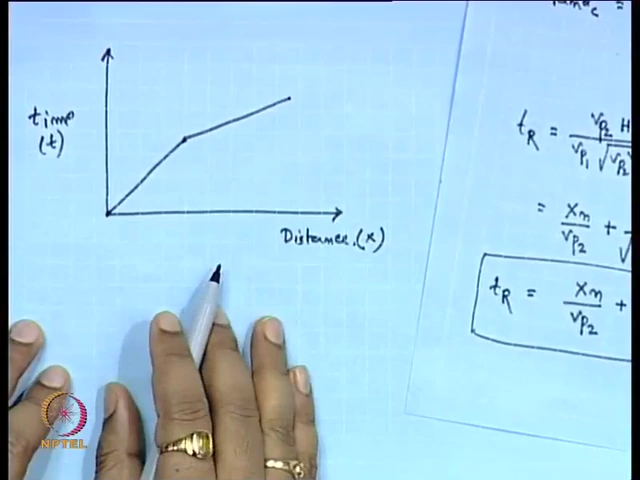 time
(t)
Distance (x)
t_R = v_p2 H / v_p1 √v_p2
= x_m / v_p2 + √
t_R = x_m / v_p2 +
NPTEL